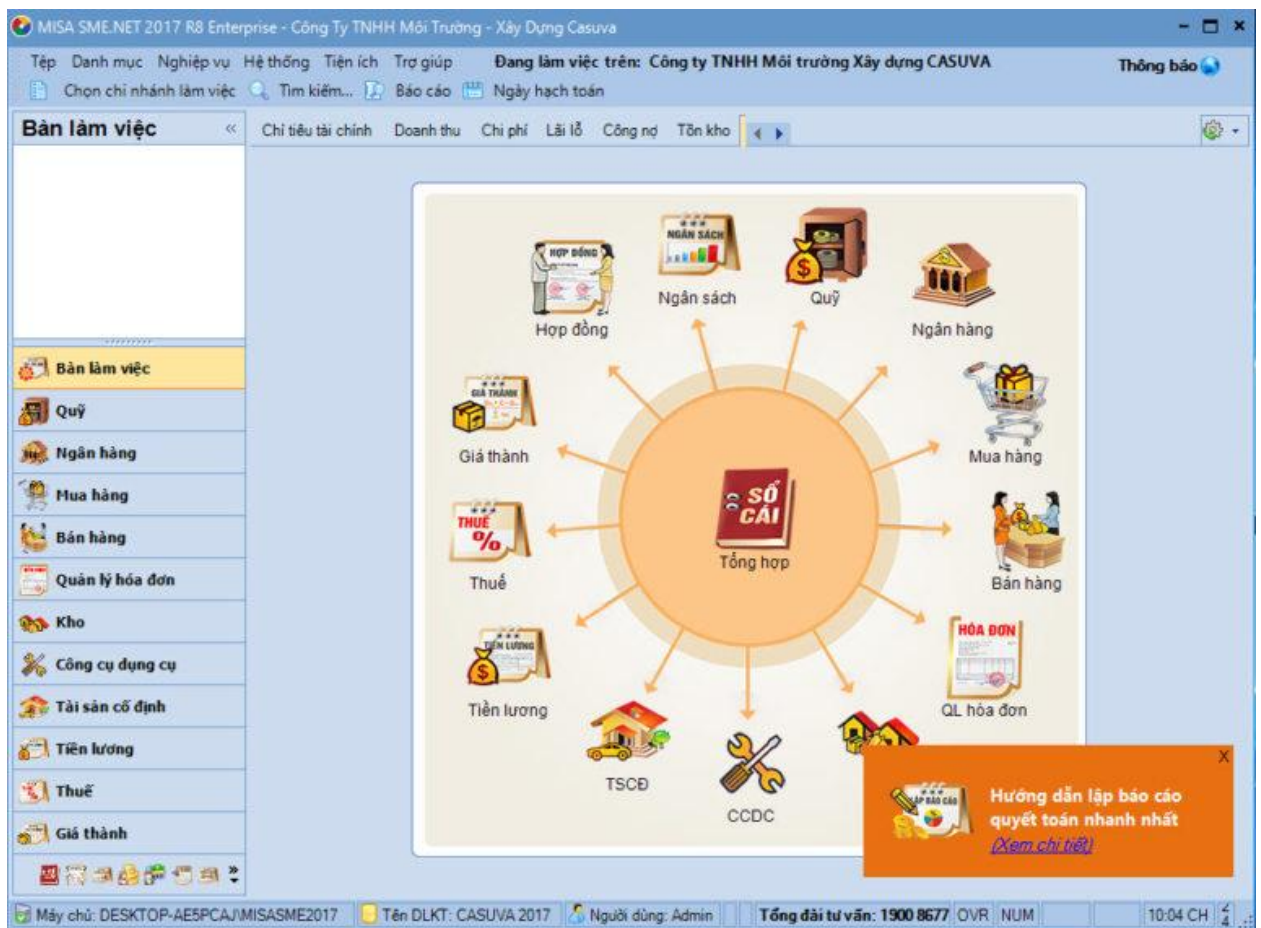 MISA SME.NET 2017 R8 Enterprise - Công Ty TNHH Môi Trường - Xây Dựng Casuva
Tệp Danh mục Nghiệp vụ Hệ thống Tiện ích Trợ giúp Đang làm việc trên: Công ty TNHH Môi trường Xây dựng CASUVA Thông báo
Chọn chi nhánh làm việc Tìm kiếm... Báo cáo Ngày hạch toán
Bàn làm việc «
Chỉ tiêu tài chính Doanh thu Chi phí Lãi lỗ Công nợ Tồn kho
Bàn làm việc
Quỹ
Ngân hàng
Mua hàng
Bán hàng
Quản lý hóa đơn
Kho
Công cụ dụng cụ
Tài sản cố định
Tiền lương
Thuế
Giá thành
NGÂN SÁCH
Ngân sách
Quỹ
HỢP ĐỒNG
Hợp đồng
Ngân hàng
GIÁ THÀNH
Giá thành
Mua hàng
SỔ
CÁI
Tổng hợp
THUẾ
%
Thuế
Bán hàng
TIỀN LƯƠNG
Tiền lương
HÓA ĐƠN
QL hóa đơn
TSCĐ
CCDC
X
LẬP BÁO CÁO
Hướng dẫn lập báo cáo
quyết toán nhanh nhất
(Xem chi tiết)
Máy chủ: DESKTOP-AE5PCAJ\MISASME2017 Tên DLKT: CASUVA 2017 Người dùng: Admin Tổng đài tư vấn: 1900 8677 OVR NUM 10:04 CH